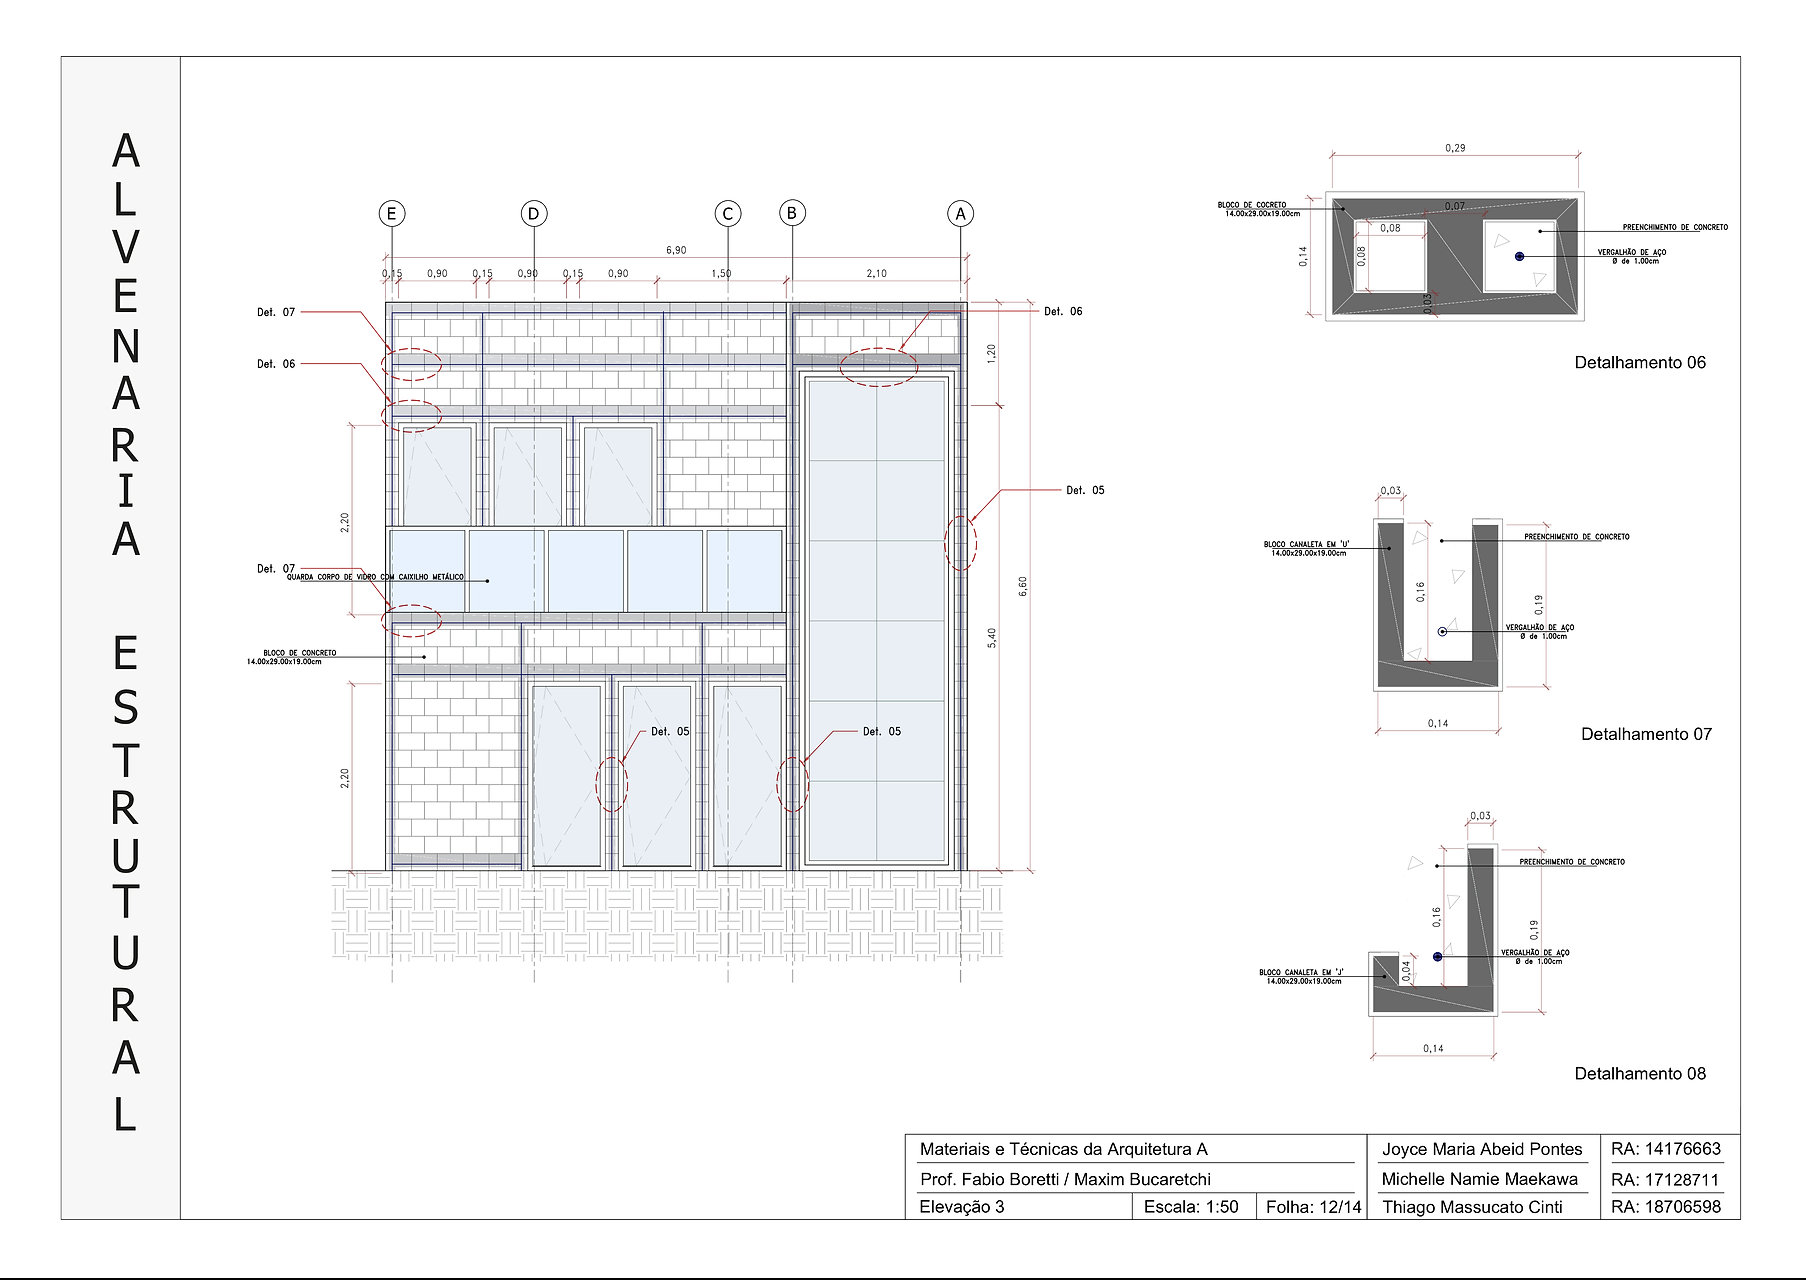 ALVENARIA ESTRUTURAL
E D C B A
6,90
0,15 0,90 0,15 0,90 0,15 0,90 1,50 2,10
Det. 07
Det. 06
Det. 06
1,20
Det. 05
2,20
Det. 07
QUARDA CORPO DE VIDRO COM CAIXILHO METÁLICO
6,60
5,40
BLOCO DE CONCRETO
14.00x29.00x19.00cm
Det. 05
Det. 05
2,20
0,29
BLOCO DE COCRETO
14.00x29.00x19.00cm
0,07
PREENCHIMENTO DE CONCRETO
0,08
0,14
0,08
VERGALHÃO DE AÇO
Ø de 1.00cm
0,03
Detalhamento 06
0,03
PREENCHIMENTO DE CONCRETO
BLOCO CANALETA EM 'U'
14.00x29.00x19.00cm
0,16
0,19
VERGALHÃO DE AÇO
Ø de 1.00cm
0,14
Detalhamento 07
0,03
PREENCHIMENTO DE CONCRETO
0,16
0,19
VERGALHÃO DE AÇO
Ø de 1.00cm
BLOCO CANALETA EM 'J'
14.00x29.00x19.00cm
0,04
0,14
Detalhamento 08
Materiais e Técnicas da Arquitetura A
Prof. Fabio Boretti / Maxim Bucaretchi
Elevação 3 Escala: 1:50 Folha: 12/14
Joyce Maria Abeid Pontes RA: 14176663
Michelle Namie Maekawa RA: 17128711
Thiago Massucato Cinti RA: 18706598